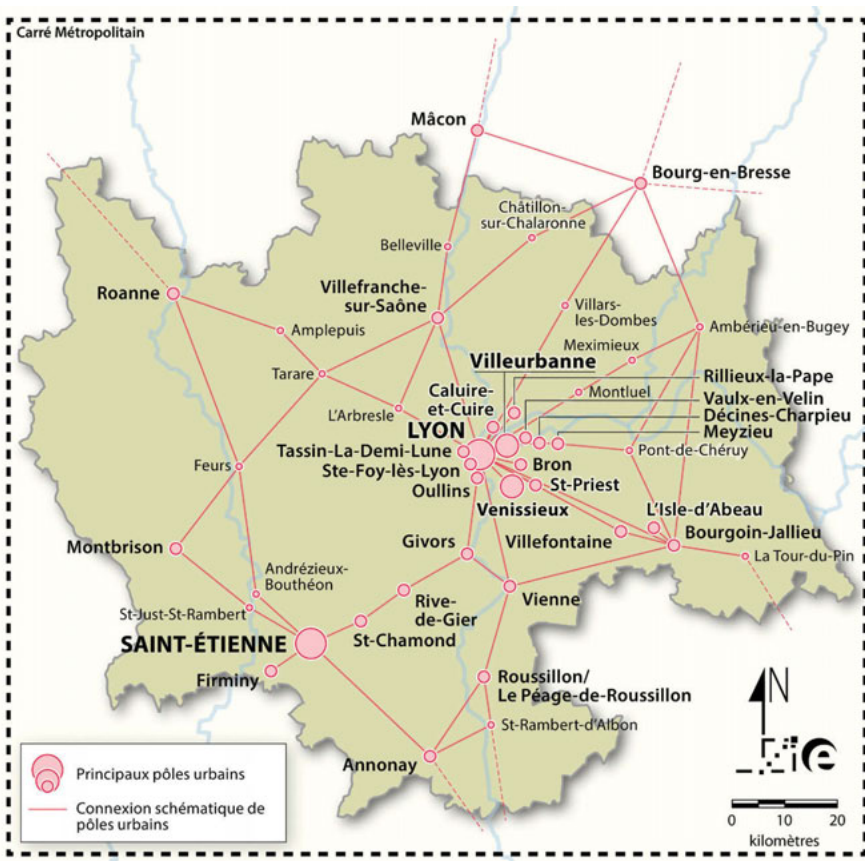 Carré Métropolitain
Mâcon
Bourg-en-Bresse
Châtillon-
sur-Chalaronne
Belleville
Roanne
Villefranche-
sur-Saône
Villars-
les-Dombes
Amplepuis
Ambérieu-en-Bugey
Meximieux
Villeurbanne
Tarare
Rillieux-la-Pape
Caluire-
et-Cuire
Montluel
Vaulx-en-Velin
L'Arbresle
Décines-Charpieu
LYON
Meyzieu
Tassin-La-Demi-Lune
Pont-de-Chéruy
Feurs
Ste-Foy-lès-Lyon
Bron
Oullins
St-Priest
Venissieux
L'Isle-d'Abeau
Villefontaine
Bourgoin-Jallieu
Givors
Montbrison
La Tour-du-Pin
Andrézieux-
Bouthéon
Vienne
Rive-
de-Gier
St-Just-St-Rambert
St-Chamond
SAINT-ÉTIENNE
Firminy
Roussillon/
Le Péage-de-Roussillon
St-Rambert-d'Albon
Annonay
N
ie
Principaux pôles urbains
Connexion schématique de
pôles urbains
0 10 20
kilomètres